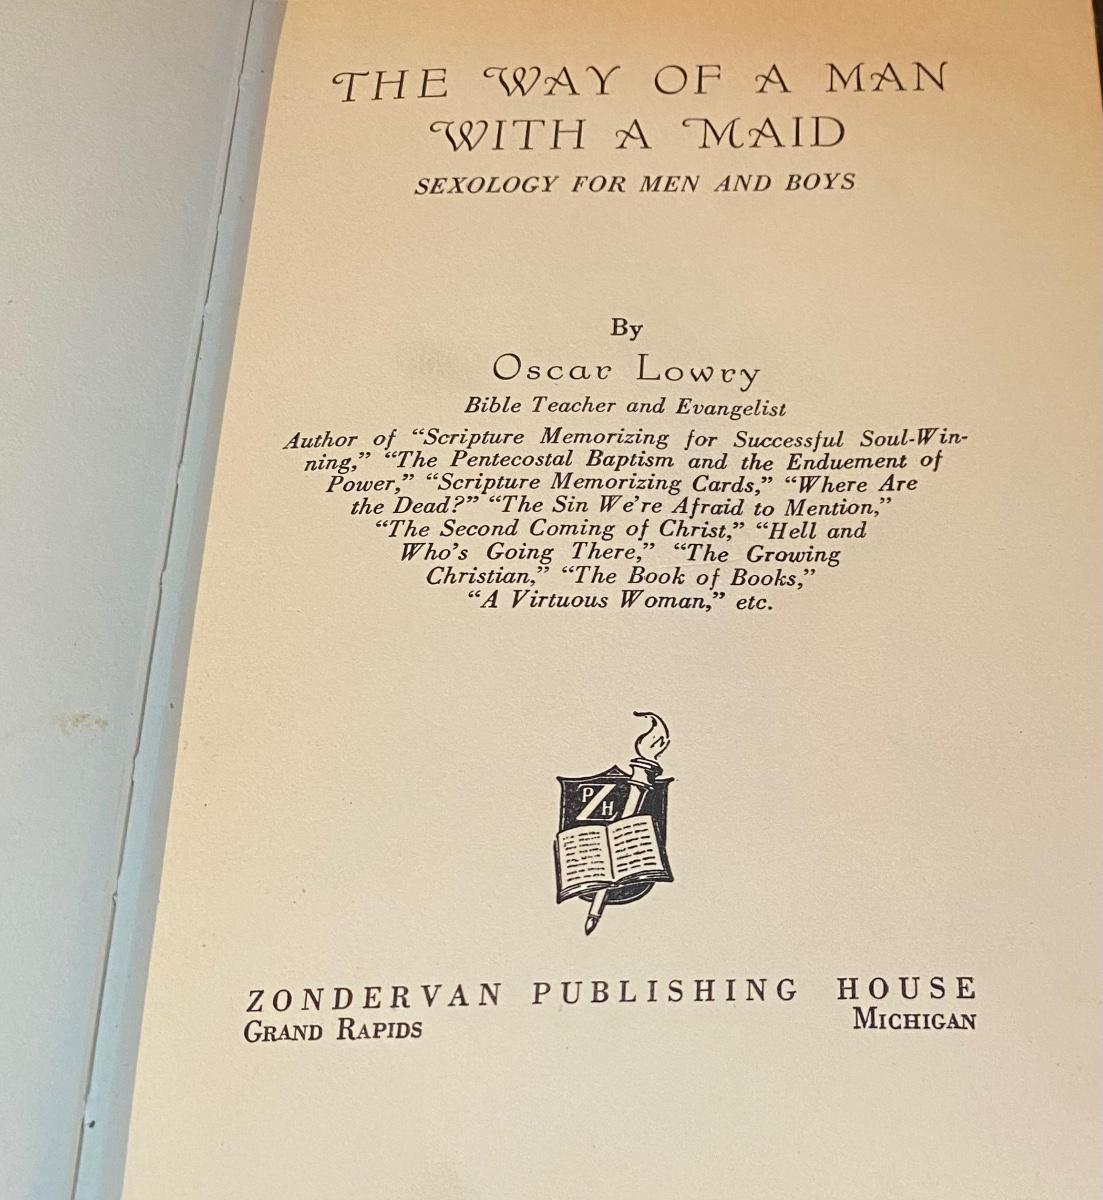 THE WAY OF A MAN
WITH A MAID
SEXOLOGY FOR MEN AND BOYS
By
Oscar Lowry
Bible Teacher and Evangelist
Author of “Scripture Memorizing for Successful Soul-Win-
ning,” “The Pentecostal Baptism and the Enduement of
Power,” “Scripture Memorizing Cards,” “Where Are
the Dead?” “The Sin We’re Afraid to Mention,”
“The Second Coming of Christ,” “Hell and
Who’s Going There,” “The Growing
Christian,” “The Book of Books,”
“A Virtuous Woman,” etc.
PZH
ZONDERVAN PUBLISHING HOUSE
GRAND RAPIDS MICHIGAN